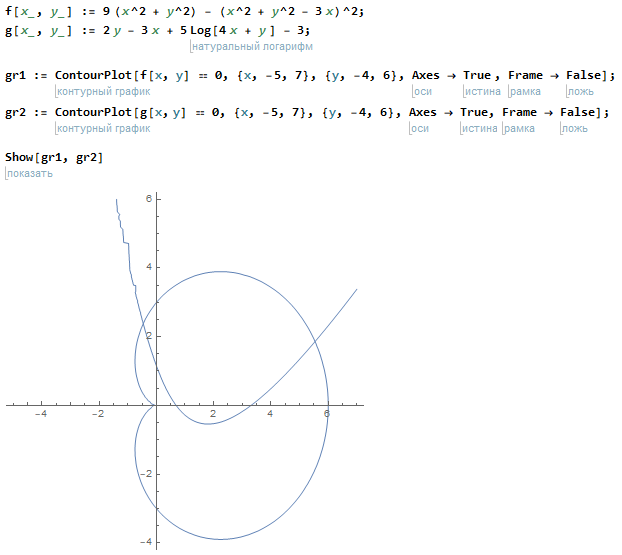 f[x_, y_] := 9 (x^2 + y^2) - (x^2 + y^2 - 3 x)^2;
g[x_, y_] := 2 y - 3 x + 5 Log[4 x + y] - 3;
натуральный логарифм
gr1 := ContourPlot[f[x, y] == 0, {x, -5, 7}, {y, -4, 6}, Axes → True, Frame → False];
контурный график оси истина рамка ложь
gr2 := ContourPlot[g[x, y] == 0, {x, -5, 7}, {y, -4, 6}, Axes → True, Frame → False];
контурный график оси истина рамка ложь
Show[gr1, gr2]
показать
6
4
2
-4 -2 2 4 6
-2
-4